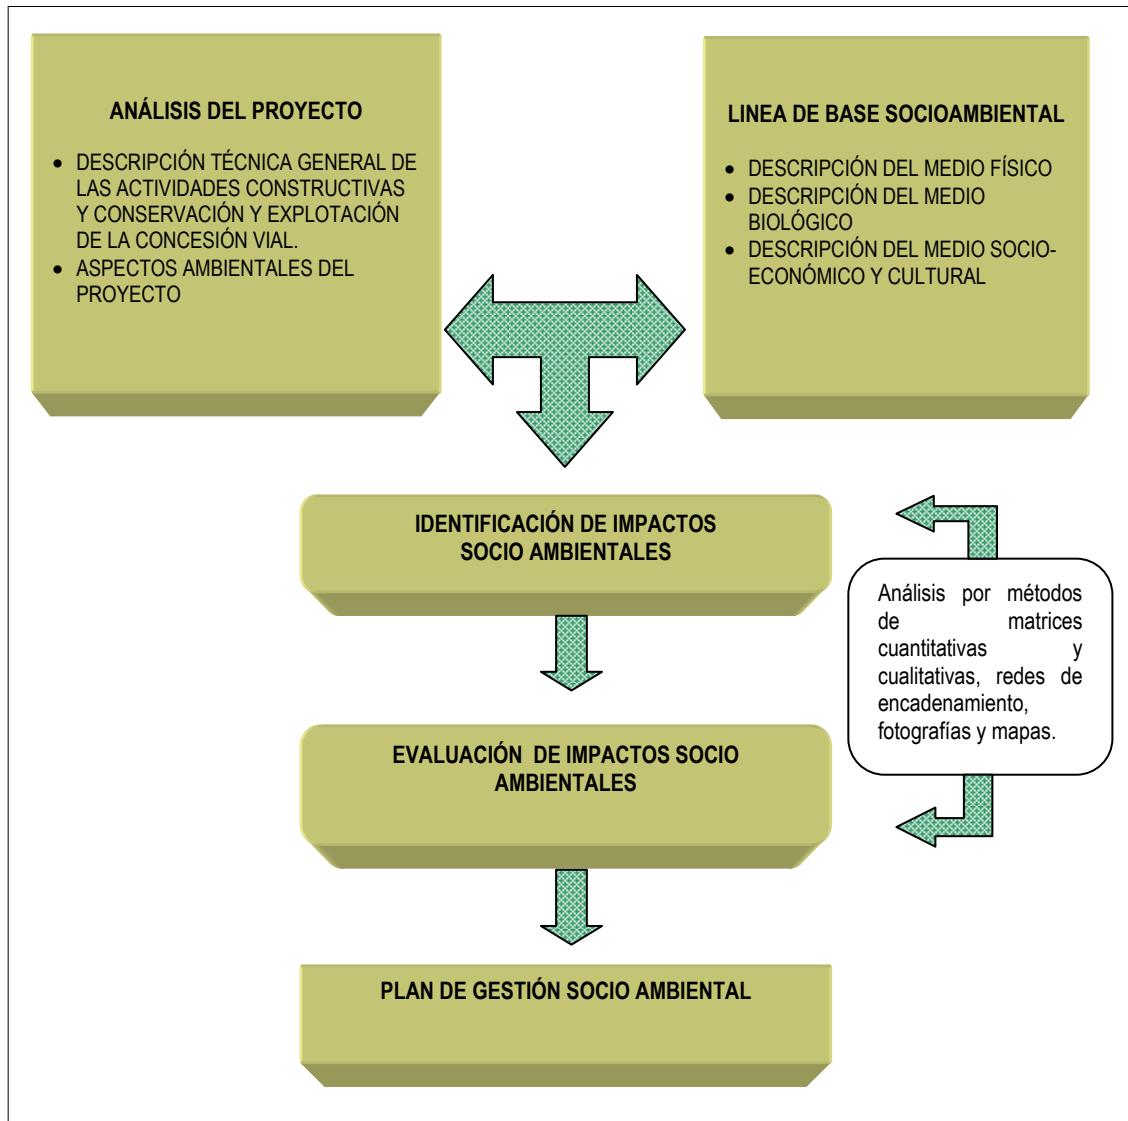 ANÁLISIS DEL PROYECTO
• DESCRIPCIÓN TÉCNICA GENERAL DE
LAS ACTIVIDADES CONSTRUCTIVAS
Y CONSERVACIÓN Y EXPLOTACIÓN
DE LA CONCESIÓN VIAL.
• ASPECTOS AMBIENTALES DEL
PROYECTO
LINEA DE BASE SOCIOAMBIENTAL
• DESCRIPCIÓN DEL MEDIO FÍSICO
• DESCRIPCIÓN DEL MEDIO
BIOLÓGICO
• DESCRIPCIÓN DEL MEDIO SOCIO-
ECONÓMICO Y CULTURAL
IDENTIFICACIÓN DE IMPACTOS
SOCIO AMBIENTALES
Análisis por métodos
de matrices
cuantitativas y
cualitativas, redes de
encadenamiento,
fotografías y mapas.
EVALUACIÓN DE IMPACTOS SOCIO
AMBIENTALES
PLAN DE GESTIÓN SOCIO AMBIENTAL